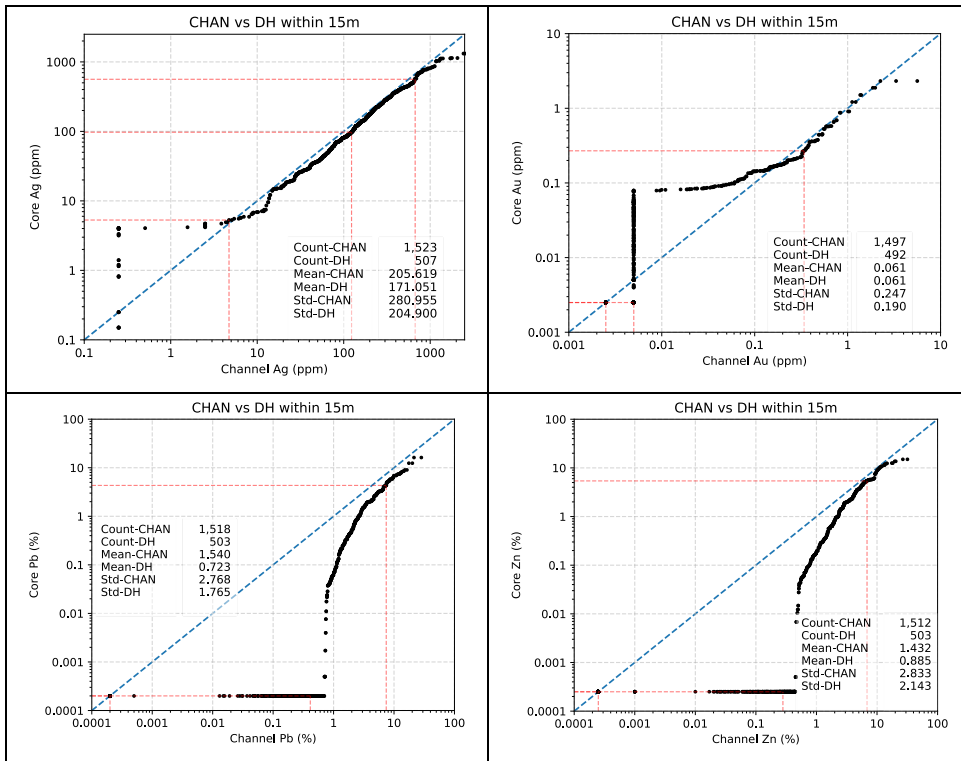 CHAN vs DH within 15m
Core Ag (ppm)
1000
100
10
1
0.1
Count-CHAN 1,523
Count-DH 507
Mean-CHAN 205.619
Mean-DH 171.051
Std-CHAN 280.955
Std-DH 204.900
0.1 1 10 100 1000
Channel Ag (ppm)
CHAN vs DH within 15m
Core Au (ppm)
10
1
0.1
0.01
0.001
Count-CHAN 1,497
Count-DH 492
Mean-CHAN 0.061
Mean-DH 0.061
Std-CHAN 0.247
Std-DH 0.190
0.001 0.01 0.1 1 10
Channel Au (ppm)
CHAN vs DH within 15m
Core Pb (%)
100
10
1
0.1
0.01
0.001
0.0001
Count-CHAN 1,518
Count-DH 503
Mean-CHAN 1.540
Mean-DH 0.723
Std-CHAN 2.768
Std-DH 1.765
0.0001 0.001 0.01 0.1 1 10 100
Channel Pb (%)
CHAN vs DH within 15m
Core Zn (%)
100
10
1
0.1
0.01
0.001
0.0001
Count-CHAN 1,512
Count-DH 503
Mean-CHAN 1.432
Mean-DH 0.885
Std-CHAN 2.833
Std-DH 2.143
0.0001 0.001 0.01 0.1 1 10 100
Channel Zn (%)